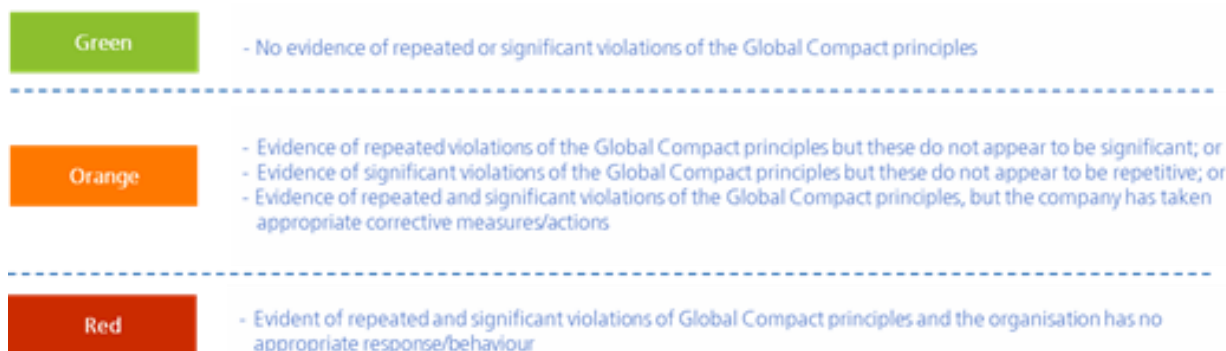 Green
- No evidence of repeated or significant violations of the Global Compact principles
Orange
- Evidence of repeated violations of the Global Compact principles but these do not appear to be significant; or
- Evidence of significant violations of the Global Compact principles but these do not appear to be repetitive; or
- Evidence of repeated and significant violations of the Global Compact principles, but the company has taken
appropriate corrective measures/actions
Red
- Evident of repeated and significant violations of Global Compact principles and the organisation has no
appropriate response/behaviour